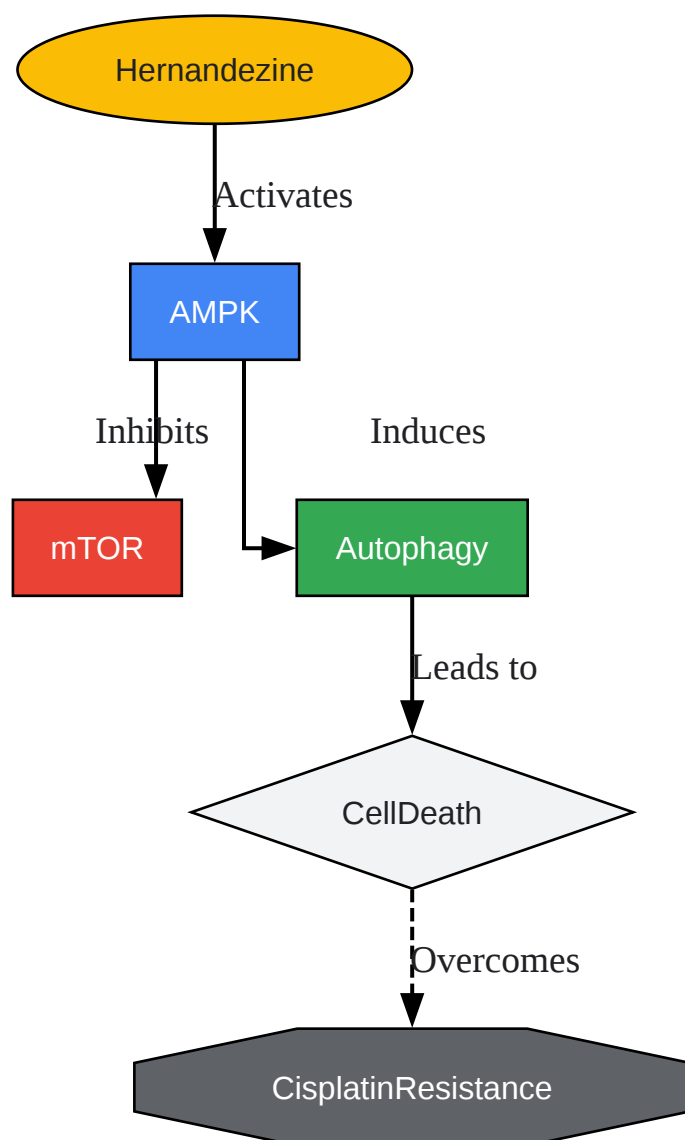 Hernandezine
Activates
AMPK
Inhibits
Induces
mTOR
Autophagy
Leads to
CellDeath
Overcomes
CisplatinResistance